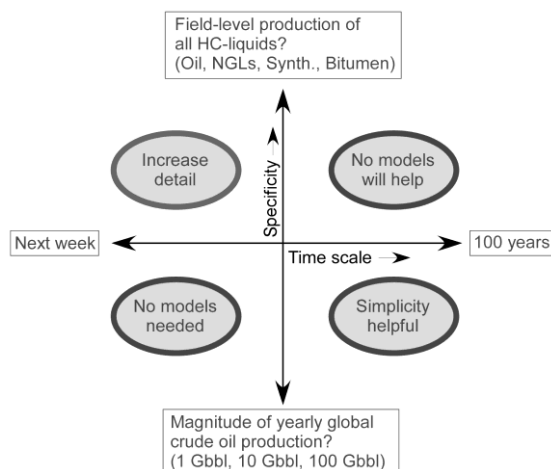 Field-level production of
all HC-liquids?
(Oil, NGLs, Synth., Bitumen)
Increase
detail
Specificity
No models
will help
Next week
Time scale
100 years
No models
needed
Simplicity
helpful
Magnitude of yearly global
crude oil production?
(1 Gbbl, 10 Gbbl, 100 Gbbl)